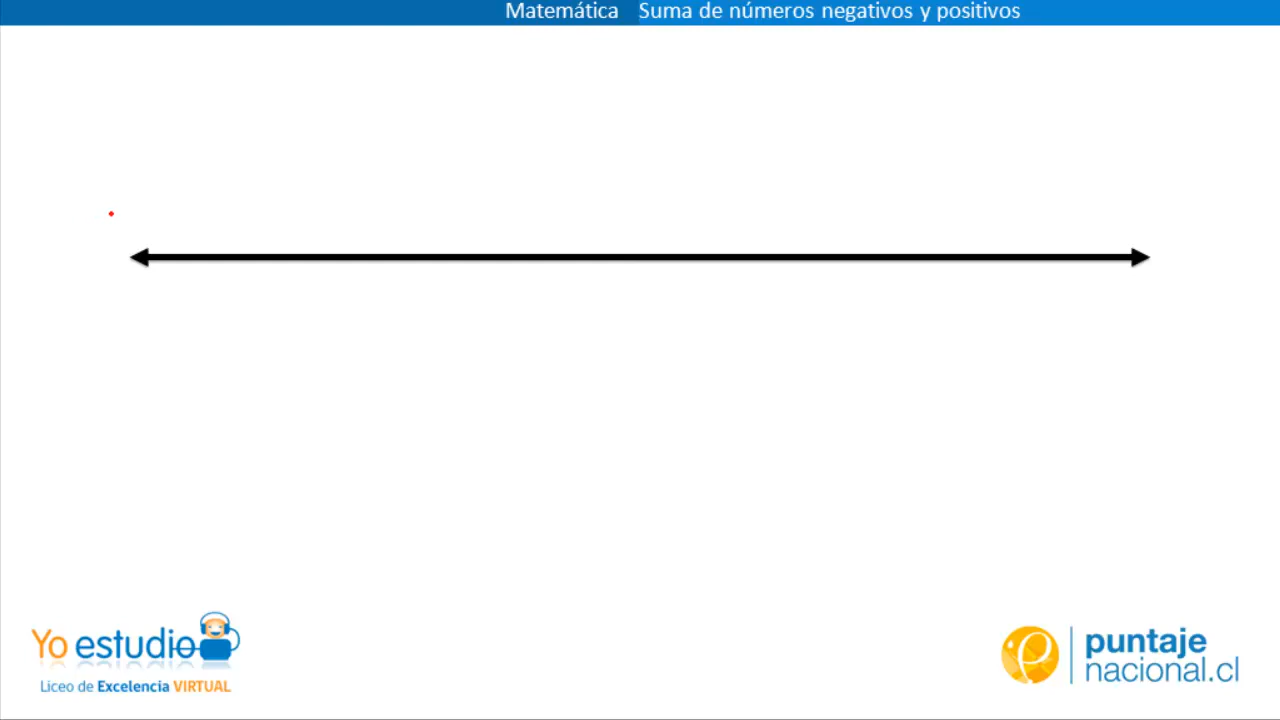 Matemática Suma de números negativos y positivos
Yo estudio
Liceo de Excelencia VIRTUAL
puntaje
nacional.cl